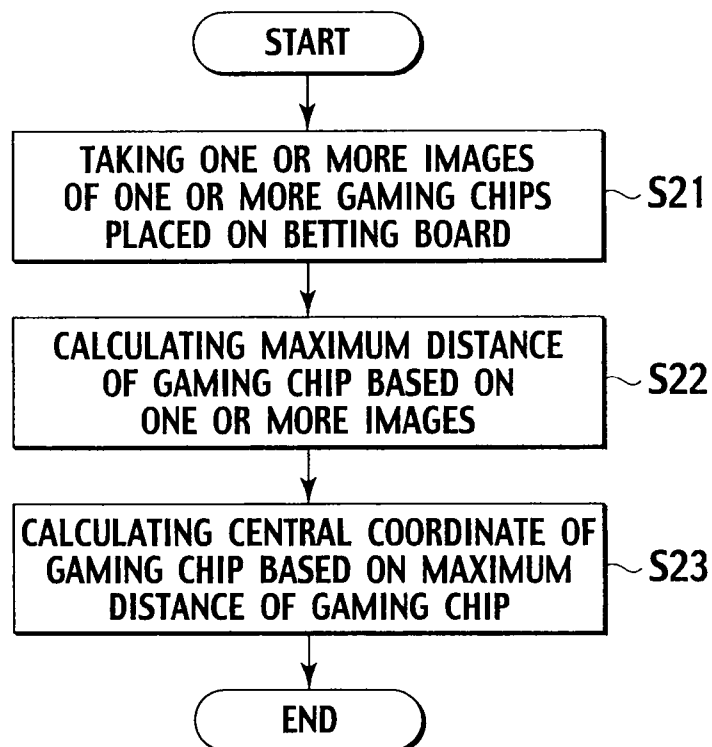 START
TAKING ONE OR MORE IMAGES
OF ONE OR MORE GAMING CHIPS
PLACED ON BETTING BOARD
S21
CALCULATING MAXIMUM DISTANCE
OF GAMING CHIP BASED ON
ONE OR MORE IMAGES
S22
CALCULATING CENTRAL COORDINATE OF
GAMING CHIP BASED ON MAXIMUM
DISTANCE OF GAMING CHIP
S23
END